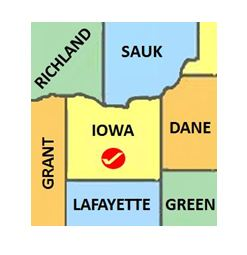 RICHLAND
SAUK
IOWA
DANE
GRANT
LAFAYETTE
GREEN